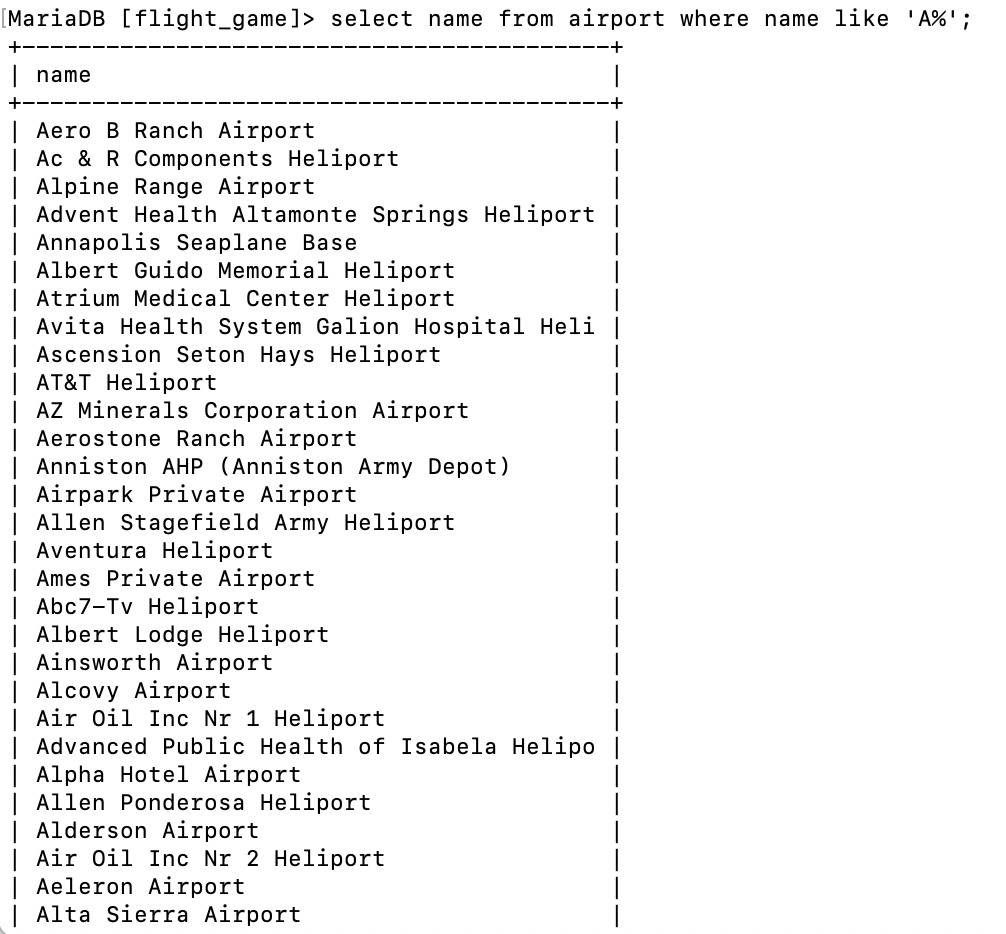 [MariaDB [flight_game]> select name from airport where name like 'A%';
+------------------------------------------+
| name                                     |
+------------------------------------------+
| Aero B Ranch Airport                     |
| Ac & R Components Heliport               |
| Alpine Range Airport                     |
| Advent Health Altamonte Springs Heliport |
| Annapolis Seaplane Base                  |
| Albert Guido Memorial Heliport           |
| Atrium Medical Center Heliport           |
| Avita Health System Galion Hospital Heli |
| Ascension Seton Hays Heliport            |
| AT&T Heliport                            |
| AZ Minerals Corporation Airport          |
| Aerostone Ranch Airport                  |
| Anniston AHP (Anniston Army Depot)       |
| Airpark Private Airport                  |
| Allen Stagefield Army Heliport           |
| Aventura Heliport                        |
| Ames Private Airport                     |
| Abc7-Tv Heliport                         |
| Albert Lodge Heliport                    |
| Ainsworth Airport                        |
| Alcovy Airport                           |
| Air Oil Inc Nr 1 Heliport                |
| Advanced Public Health of Isabela Helipo |
| Alpha Hotel Airport                      |
| Allen Ponderosa Heliport                 |
| Alderson Airport                         |
| Air Oil Inc Nr 2 Heliport                |
| Aeleron Airport                          |
| Alta Sierra Airport                      |